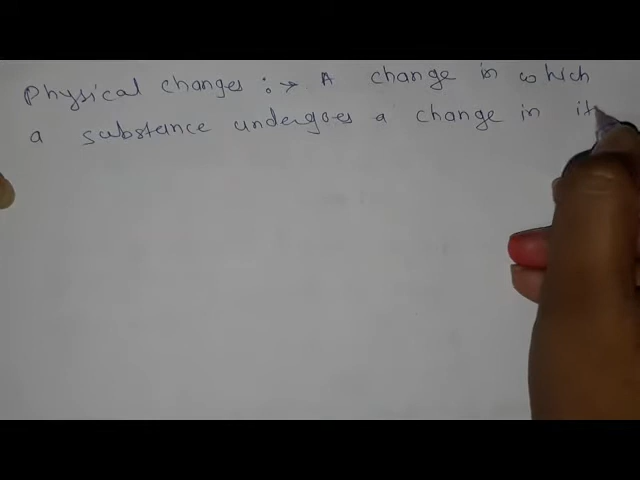 Physical changes :→ A change in which
a substance undergoes a change in it